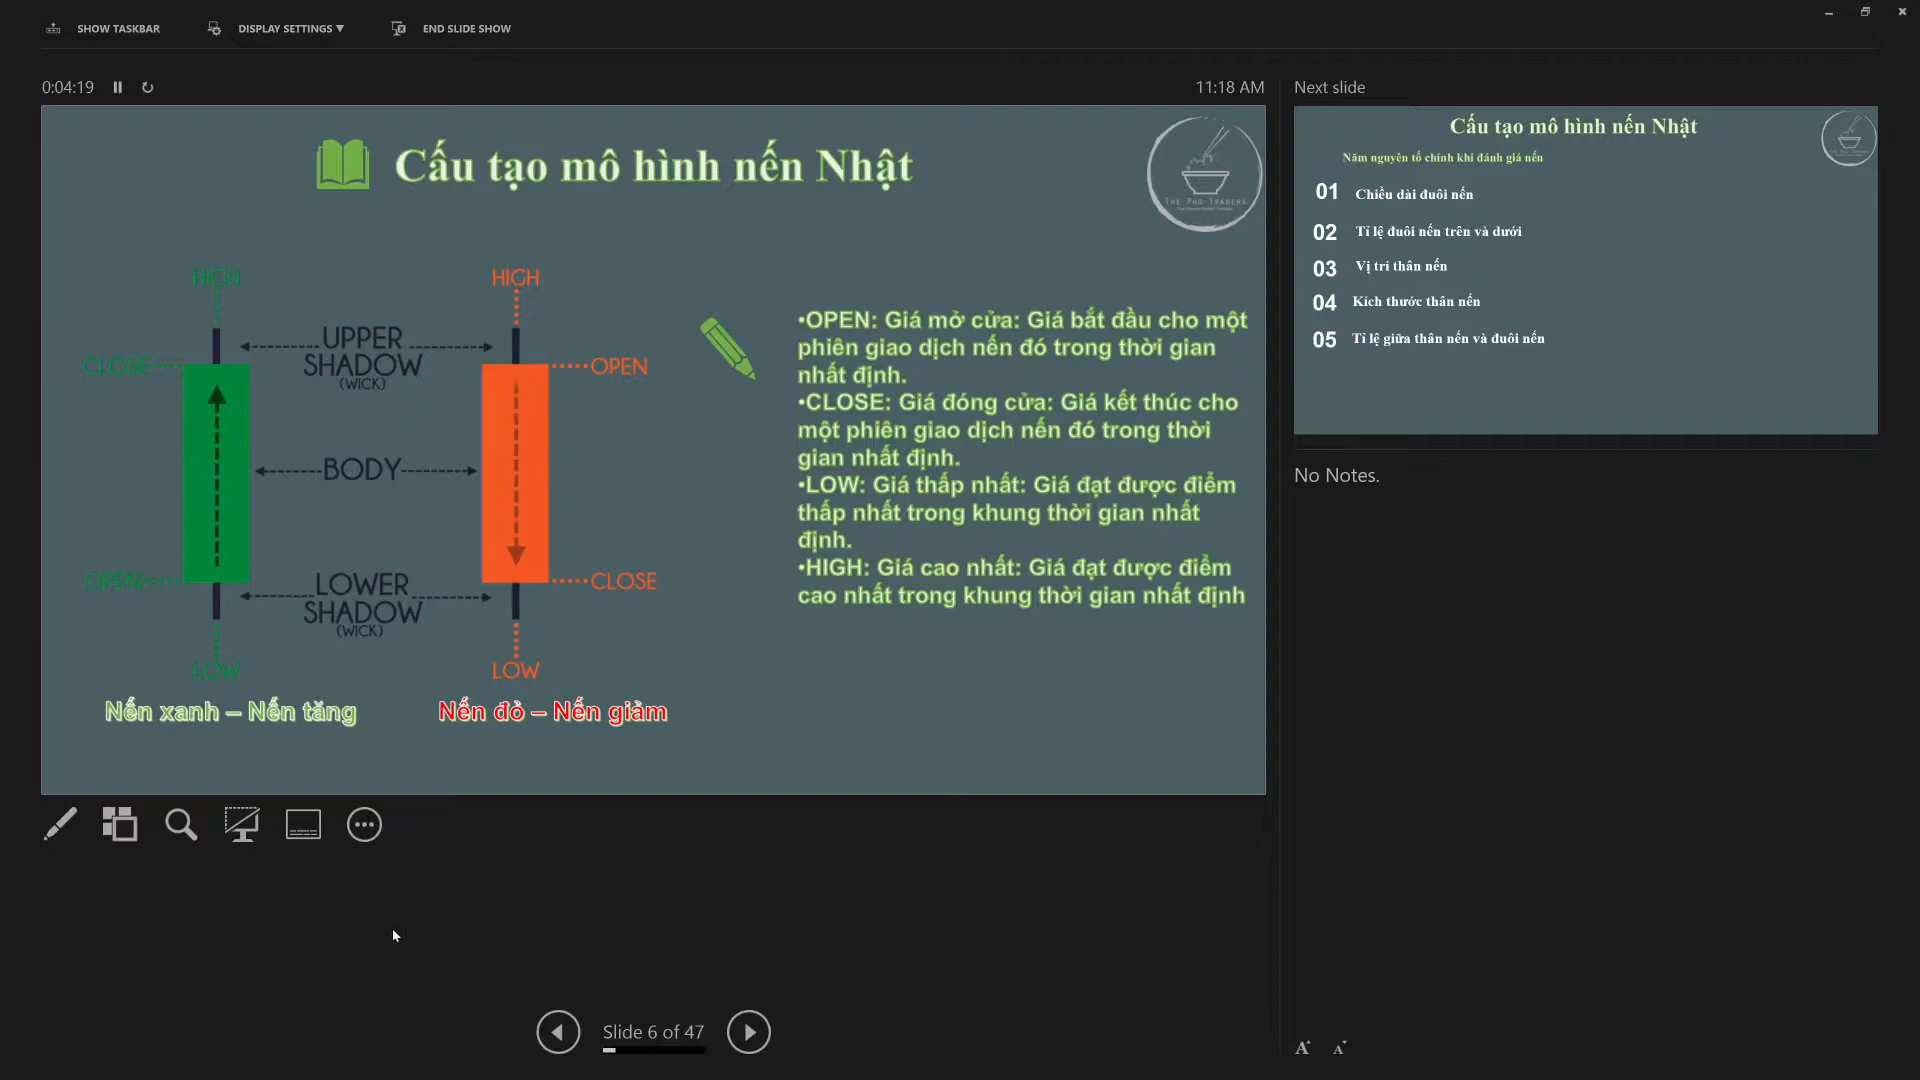 SHOW TASKBAR
DISPLAY SETTINGS ▼
END SLIDE SHOW
0:04:19
11:18 AM
Next slide
Cấu tạo mô hình nến Nhật
THE PHO TRADERS
HIGH
HIGH
UPPER
SHADOW
(WICK)
CLOSE
OPEN
BODY
OPEN
CLOSE
LOWER
SHADOW
(WICK)
LOW
LOW
Nến xanh – Nến tăng
Nến đỏ – Nến giảm
•OPEN: Giá mở cửa: Giá bắt đầu cho một
phiên giao dịch nến đó trong thời gian
nhất định.
•CLOSE: Giá đóng cửa: Giá kết thúc cho
một phiên giao dịch nến đó trong thời
gian nhất định.
•LOW: Giá thấp nhất: Giá đạt được điểm
thấp nhất trong khung thời gian nhất
định.
•HIGH: Giá cao nhất: Giá đạt được điểm
cao nhất trong khung thời gian nhất định
Cấu tạo mô hình nến Nhật
Năm nguyên tố chính khi đánh giá nến
01 Chiều dài đuôi nến
02 Tỉ lệ đuôi nến trên và dưới
03 Vị trí thân nến
04 Kích thước thân nến
05 Tỉ lệ giữa thân nến và đuôi nến
No Notes.
Slide 6 of 47
A A